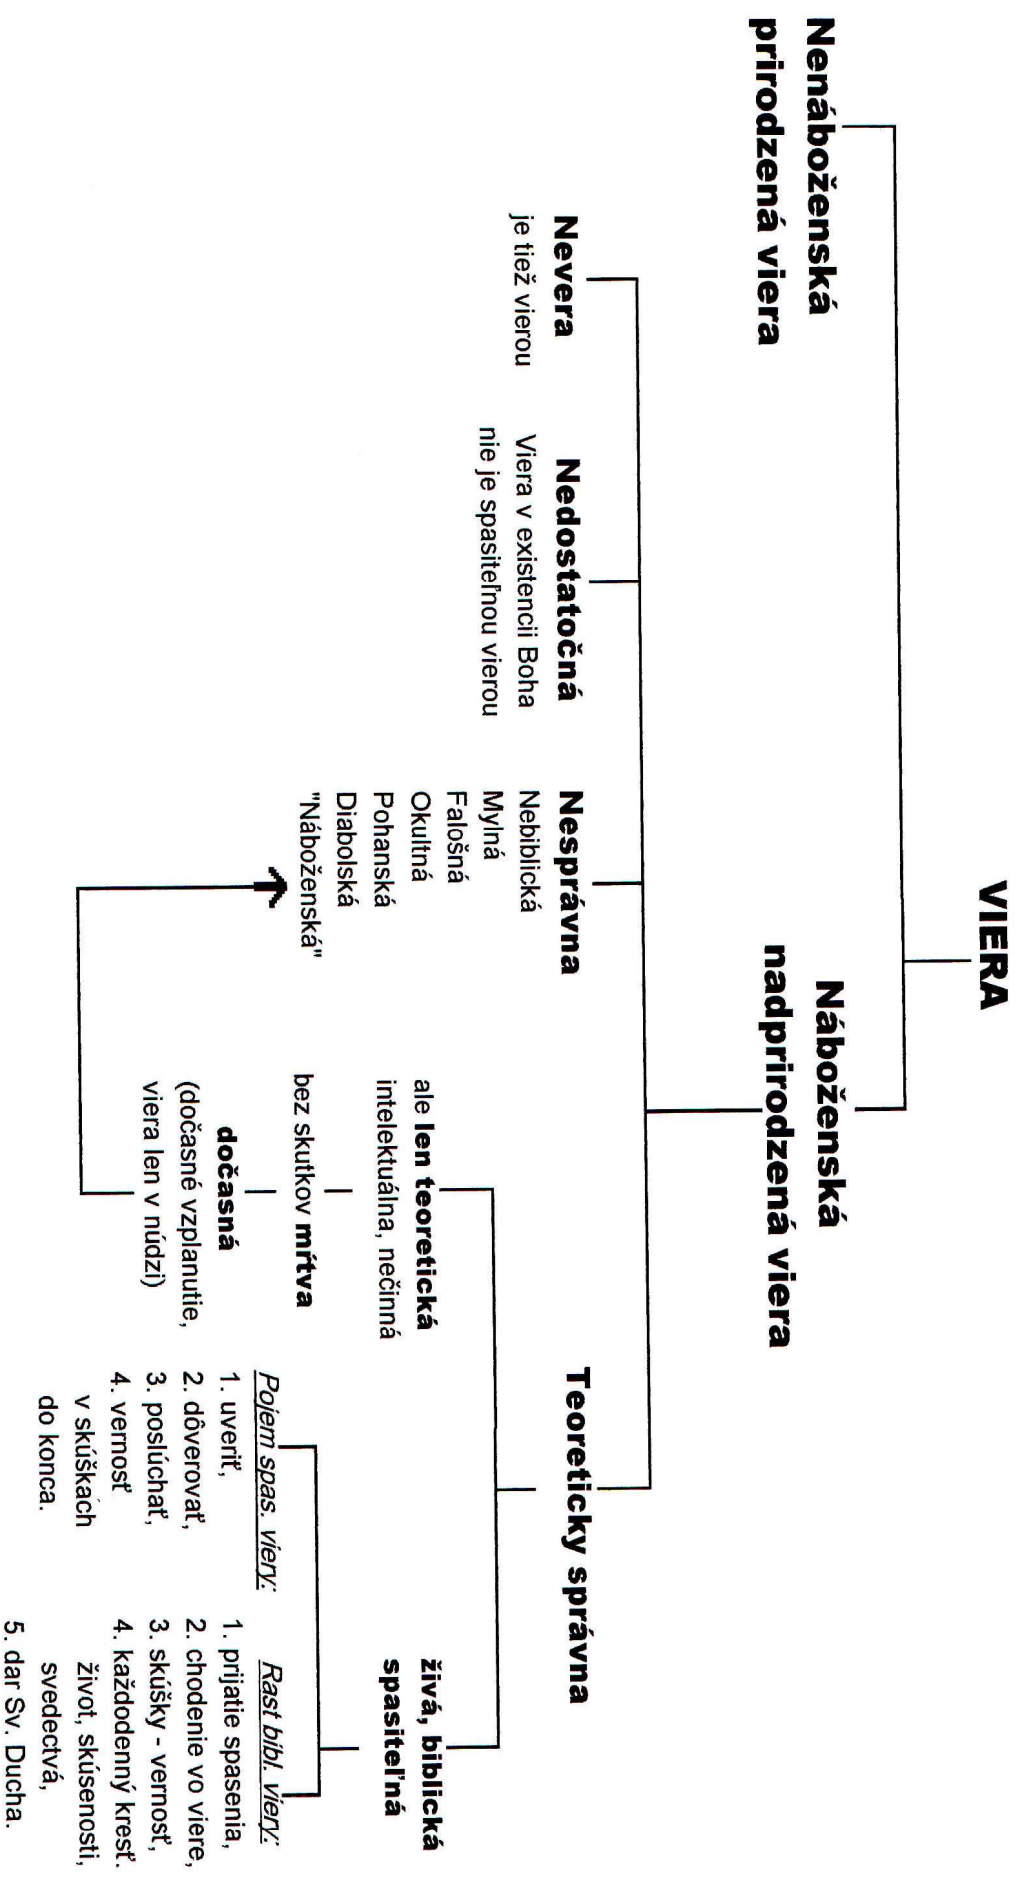 VIERA
Nenáboženská
prirodzená viera
Náboženská
nadprirodzená viera
Nevera
je tiež vierou
Nedostatočná
Viera v existencii Boha
nie je spasiteľnou vierou
Nesprávna
Nebiblická
Mylná
Falošná
Okultná
Pohanská
Diabolská
"Náboženská"
Teoreticky správna
ale len teoretická
intelektuálna, nečinná
bez skutkov mŕtva
dočasná
(dočasné vzplanutie,
viera len v núdzi)
živá, biblická
spasiteľná
Pojem spas. viery:
1. uveriť,
2. dôverovať,
3. poslúchať,
4. vernosť
v skúškach
do konca.
Rast bibl. viery:
1. prijatie spasenia,
2. chodenie vo viere,
3. skúšky - vernosť,
4. každodenný kresť.
život, skúsenosti,
svedectvá,
5. dar Sv. Ducha.